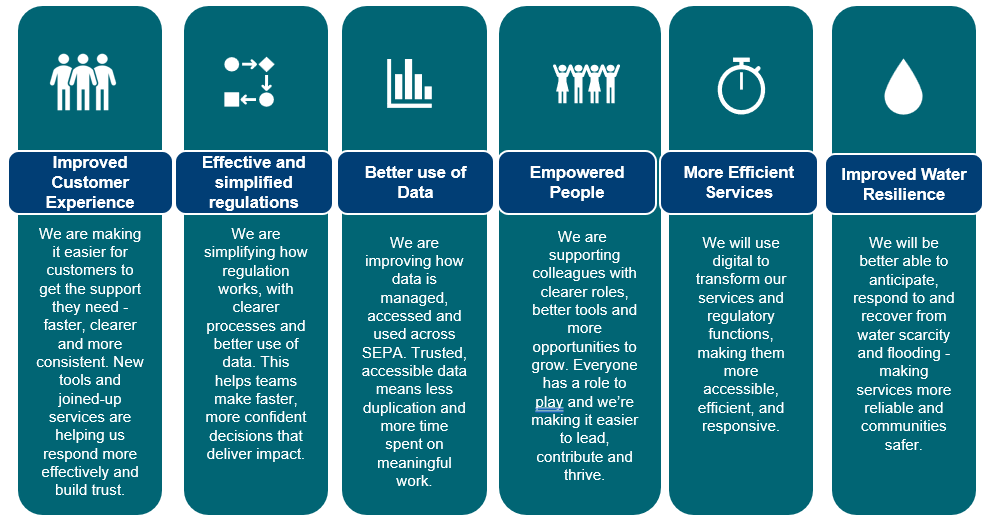 Improved
Customer
Experience
We are making
it easier for
customers to
get the support
they need -
faster, clearer
and more
consistent. New
tools and
joined-up
services are
helping us
respond more
effectively and
build trust.
Effective and
simplified
regulations
We are
simplifying how
regulation
works, with
clearer
processes and
better use of
data. This
helps teams
make faster,
more confident
decisions that
deliver impact.
Better use of
Data
We are
improving how
data is
managed,
accessed and
used across
SEPA. Trusted,
accessible data
means less
duplication and
more time
spent on
meaningful
work.
Empowered
People
We are
supporting
colleagues with
clearer roles,
better tools and
more
opportunities to
grow. Everyone
has a role to
play and we’re
making it easier
to lead,
contribute and
thrive.
More Efficient
Services
We will use
digital to
transform our
services and
regulatory
functions,
making them
more
accessible,
efficient, and
responsive.
Improved Water
Resilience
We will be
better able to
anticipate,
respond to and
recover from
water scarcity
and flooding -
making
services more
reliable and
communities
safer.